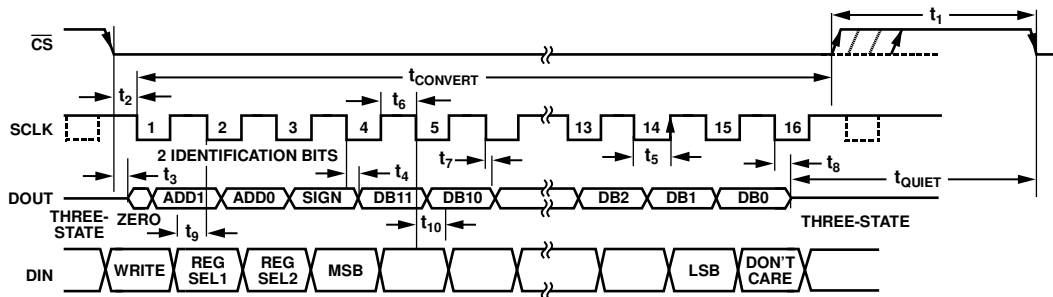 t1
CS
tCONVERT
t2
t6
SCLK
1 2 3 4 5 13 14 15 16
2 IDENTIFICATION BITS
t7
t5
t8
t3
t4
tQUIET
DOUT
ADD1 ADD0 SIGN DB11 DB10 DB2 DB1 DB0
THREE-STATE
ZERO
t9
t10
THREE-STATE
DIN
WRITE
REG SEL1
REG SEL2
MSB
LSB
DON'T CARE